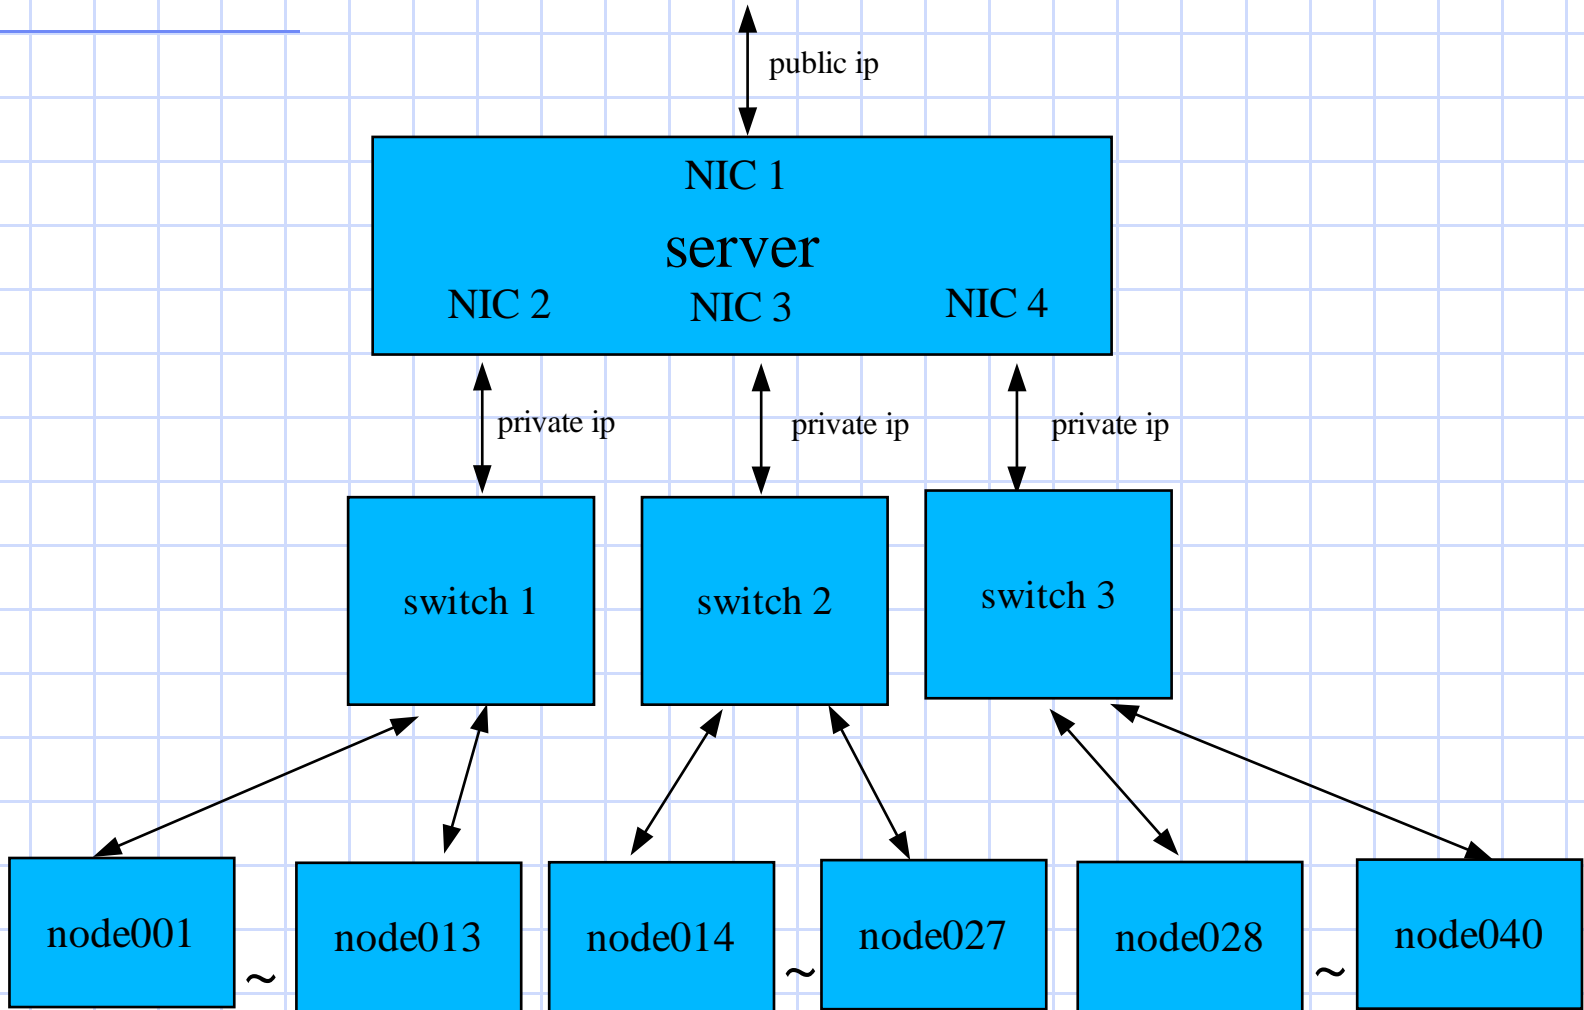 public ip
NIC 1
server
NIC 2
NIC 3
NIC 4
private ip
private ip
private ip
switch 1
switch 2
switch 3
node001
~
node013
node014
~
node027
node028
~
node040